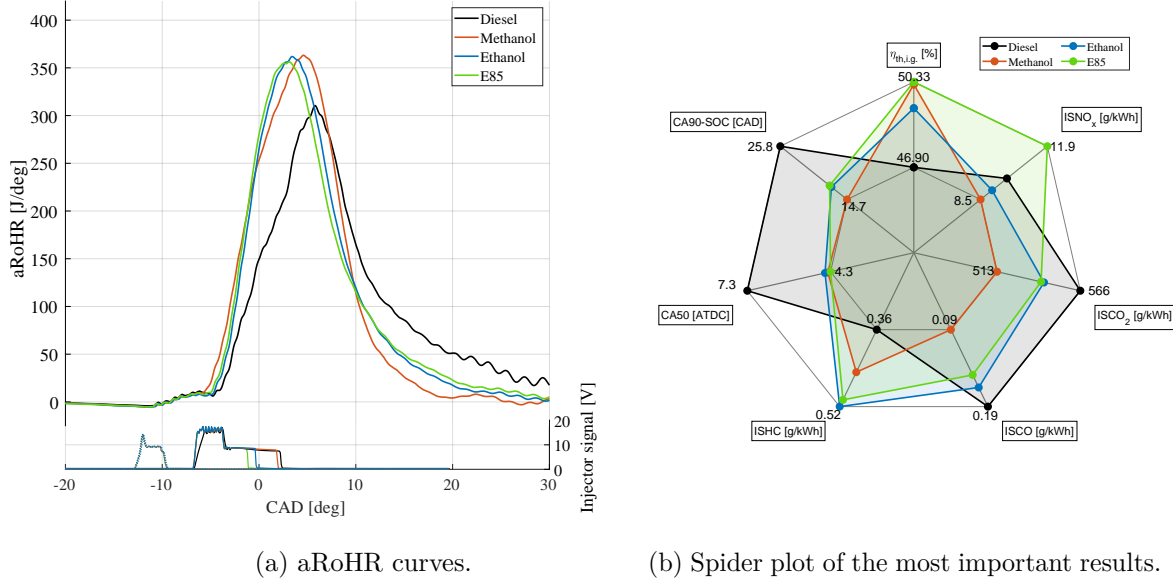 400
350
300
250
200
150
100
50
0
aRoHR [J/deg]
Diesel
Methanol
Ethanol
E85
20
10
0
Injector signal [V]
-20
-10
0
10
20
30
CAD [deg]
(a) aRoHR curves.
Diesel
Ethanol
Methanol
E85
η_th,i.g. [%]
50.33
46.90
CA90-SOC [CAD]
25.8
14.7
ISNO_x [g/kWh]
11.9
8.5
CA50 [ATDC]
7.3
4.3
513
566
ISCO_2 [g/kWh]
0.36
0.09
0.52
ISHC [g/kWh]
0.19
ISCO [g/kWh]
(b) Spider plot of the most important results.